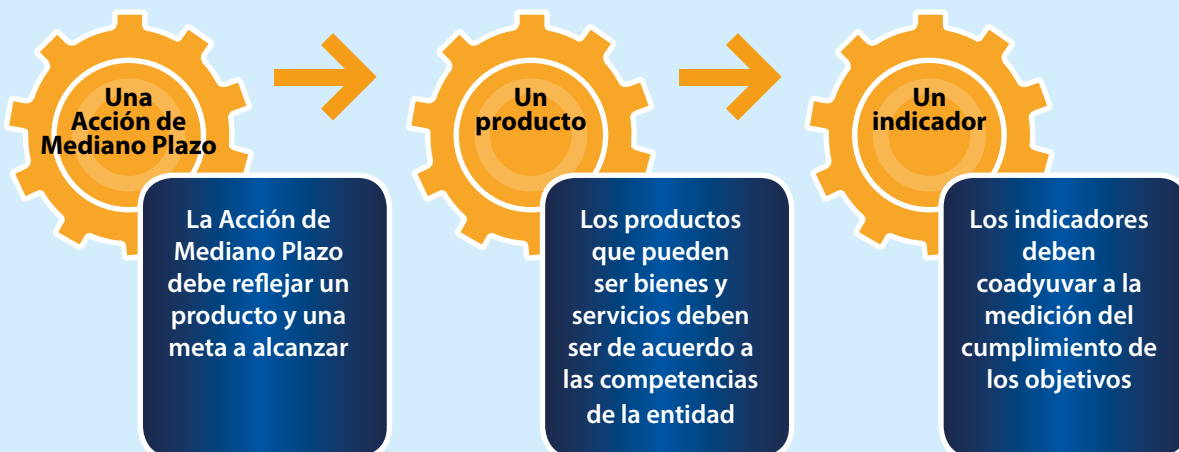 Una
Acción de
Mediano Plazo
La Acción de
Mediano Plazo
debe reflejar un
producto y una
meta a alcanzar
Un
producto
Los productos
que pueden
ser bienes y
servicios deben
ser de acuerdo a
las competencias
de la entidad
Un
indicador
Los indicadores
deben
coadyuvar a la
medición del
cumplimiento de
los objetivos